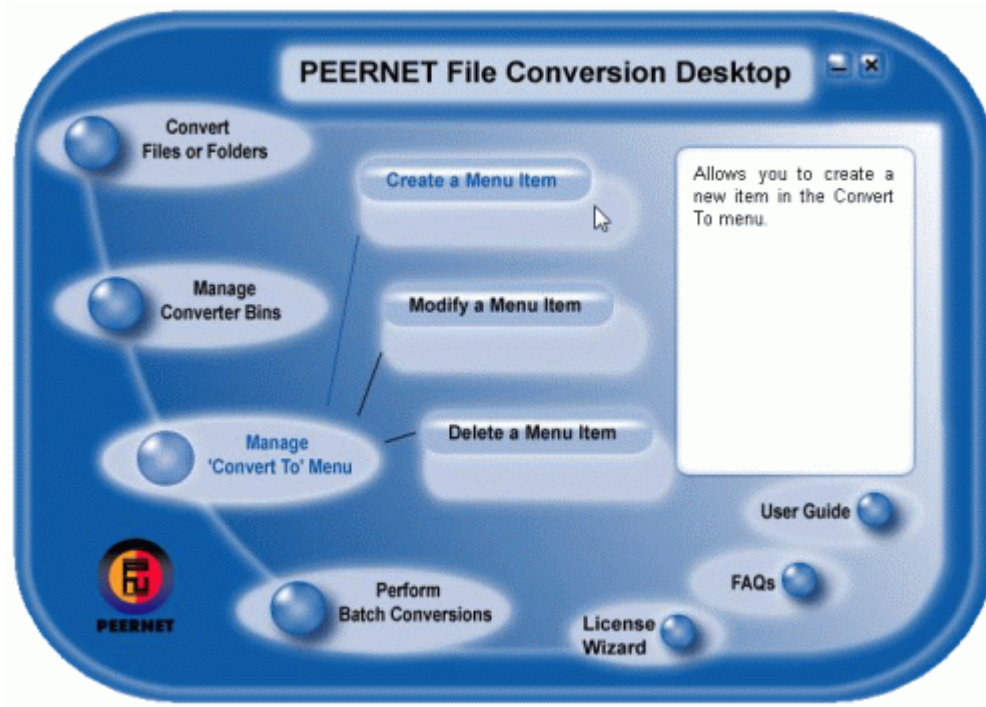 PEERNET File Conversion Desktop
Convert
Files or Folders
Manage
Converter Bins
Manage
'Convert To' Menu
Perform
Batch Conversions
Create a Menu Item
Modify a Menu Item
Delete a Menu Item
Allows you to create a
new item in the Convert
To menu.
User Guide
FAQs
License
Wizard
PEERNET